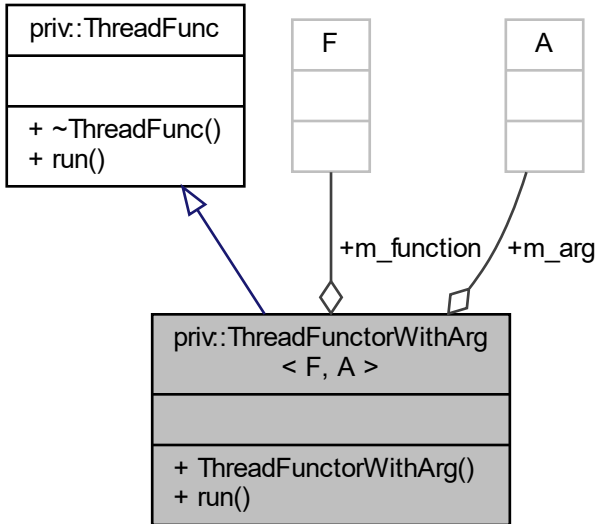 priv::ThreadFunc
+ ~ThreadFunc()
+ run()
F
A
+m_function
+m_arg
priv::ThreadFunctorWithArg
< F, A >
+ ThreadFunctorWithArg()
+ run()